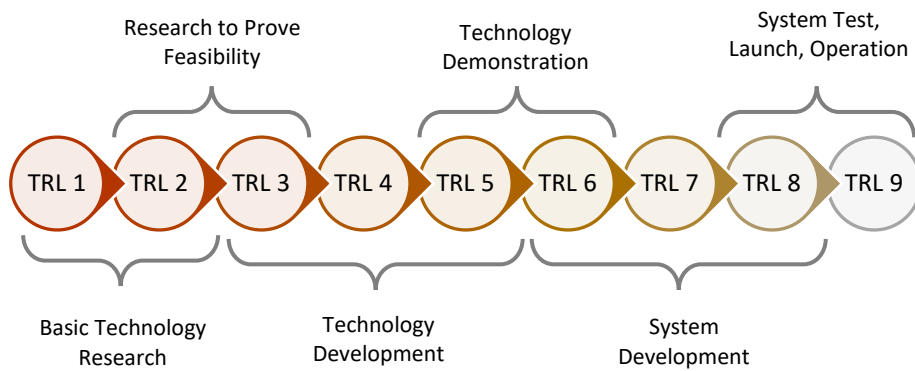 Research to Prove
Feasibility
Technology
Demonstration
System Test,
Launch, Operation
TRL 1
TRL 2
TRL 3
TRL 4
TRL 5
TRL 6
TRL 7
TRL 8
TRL 9
Basic Technology
Research
Technology
Development
System
Development